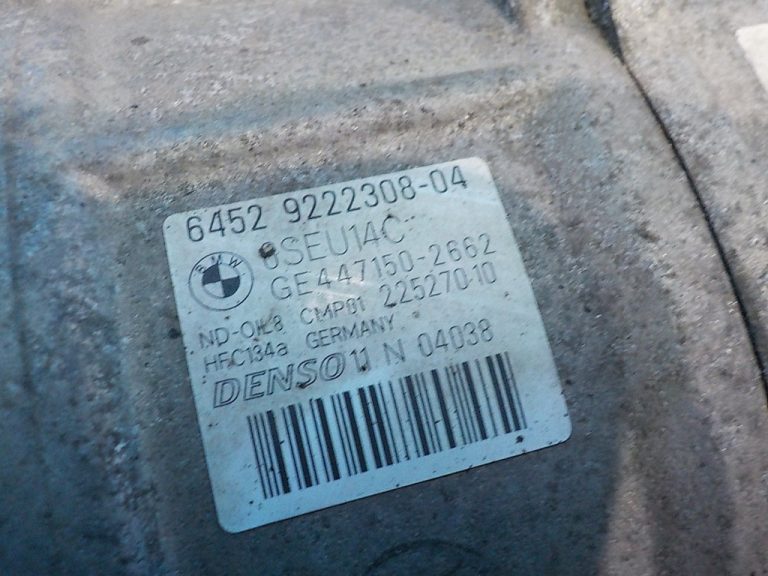 6452 9222308-04
BMW
6SEU14C
GE447150-2662
ND-OIL8 CMP01 225270-10
HFC134a GERMANY
DENSO 11 N 04038